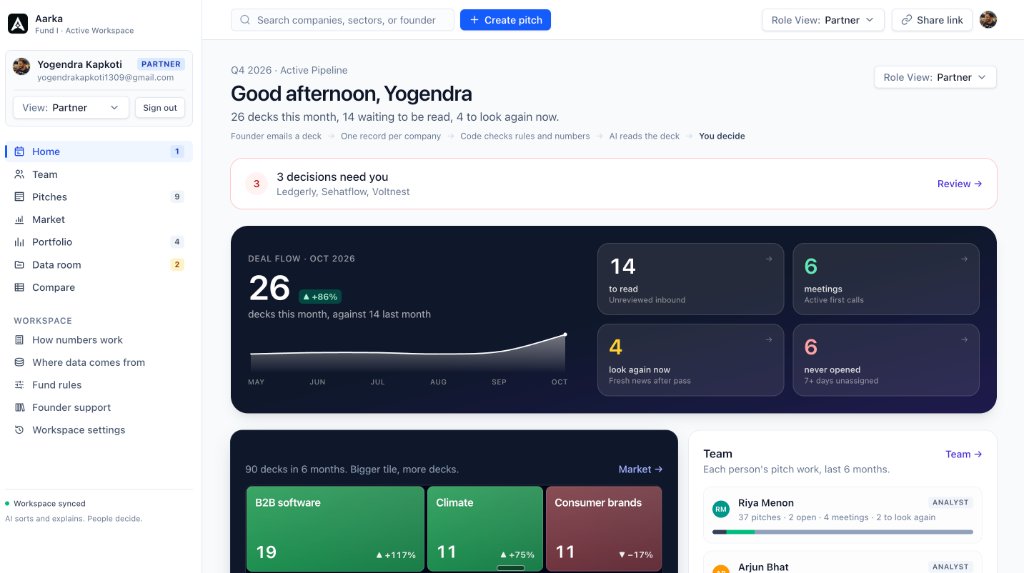 Aarka
Fund I · Active Workspace
Yogendra Kapkoti
PARTNER
yogendrakapkoti1309@gmail.com
View: Partner
Sign out
Home
1
Team
Pitches
9
Market
Portfolio
4
Data room
2
Compare
WORKSPACE
How numbers work
Where data comes from
Fund rules
Founder support
Workspace settings
Workspace synced
AI sorts and explains. People decide.
Search companies, sectors, or founder
+ Create pitch
Role View: Partner
Share link
Q4 2026 · Active Pipeline
Good afternoon, Yogendra
26 decks this month, 14 waiting to be read, 4 to look again now.
Founder emails a deck → One record per company → Code checks rules and numbers → AI reads the deck → You decide
Role View: Partner
3
3 decisions need you
Ledgerly, Sehatflow, Voltnest
Review →
DEAL FLOW · OCT 2026
26
▲ +86%
decks this month, against 14 last month
MAY JUN JUL AUG SEP OCT
14 →
to read
Unreviewed inbound
6 →
meetings
Active first calls
4 →
look again now
Fresh news after pass
6 →
never opened
7+ days unassigned
90 decks in 6 months. Bigger tile, more decks.
Market →
B2B software
19
▲ +117%
Climate
11
▲ +75%
Consumer brands
11
▼ −17%
Team
Team →
Each person's pitch work, last 6 months.
RM
Riya Menon
ANALYST
37 pitches · 2 open · 4 meetings · 2 to look again
Arjun Bhat
ANALYST